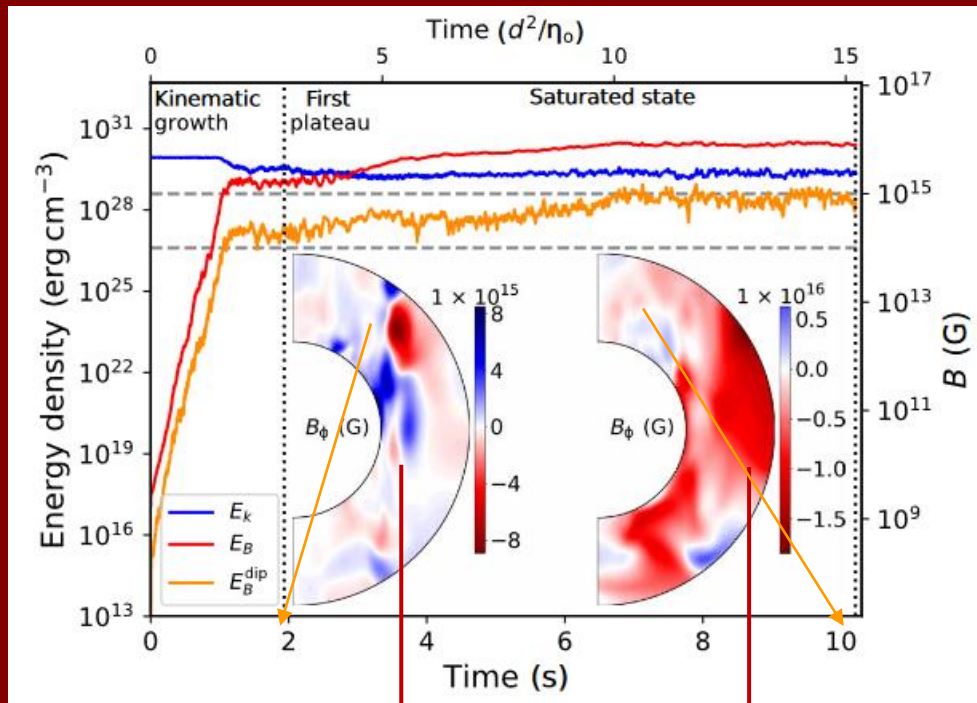 Time (d²/η₀)
0 5 10 15
Kinematic growth
First plateau
Saturated state
10³¹
10²⁸
10²⁵
10²²
10¹⁹
10¹⁶
10¹³
Energy density (erg cm⁻³)
10¹⁷
10¹⁵
10¹³
10¹¹
10⁹
B (G)
1 × 10¹⁵
8
4
0
−4
−8
Bϕ (G)
1 × 10¹⁶
0.5
0.0
−0.5
−1.0
−1.5
Bϕ (G)
Eₖ
E_B
E_B^dip
0 2 4 6 8 10
Time (s)